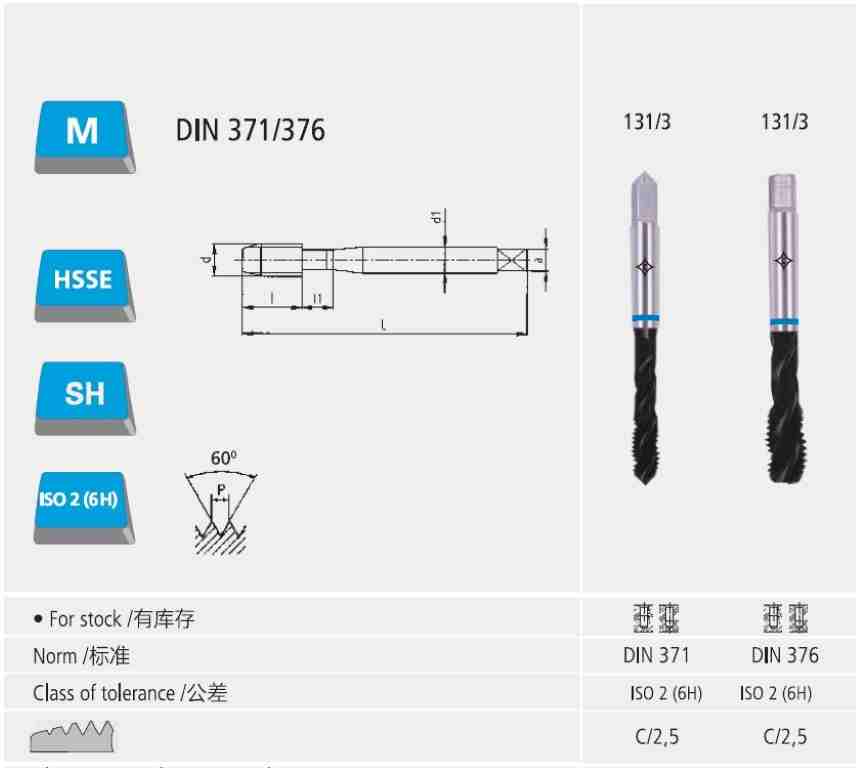 M
DIN 371/376
131/3
131/3
HSSE
SH
ISO 2 (6H)
d
d1
a
l
l1
L
60°
P
• For stock /有库存
Norm /标准
DIN 371
DIN 376
Class of tolerance /公差
ISO 2 (6H)
ISO 2 (6H)
C/2,5
C/2,5